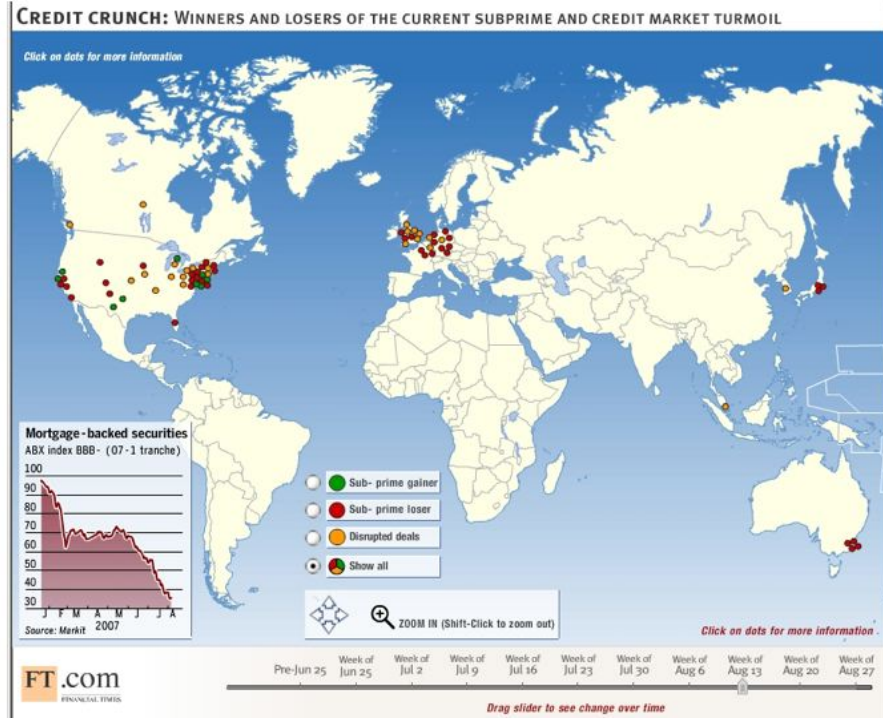 CREDIT CRUNCH: WINNERS AND LOSERS OF THE CURRENT SUBPRIME AND CREDIT MARKET TURMOIL
Click on dots for more information
Mortgage-backed securities
ABX index BBB- (07-1 tranche)
100
90
80
70
60
50
40
30
J F M A M J J A
2007
Source: Markit
Sub- prime gainer
Sub- prime loser
Disrupted deals
Show all
ZOOM IN (Shift-Click to zoom out)
Click on dots for more information
FT.com
FINANCIAL TIMES
Pre-Jun 25
Week of Jun 25
Week of Jul 2
Week of Jul 9
Week of Jul 16
Week of Jul 23
Week of Jul 30
Week of Aug 6
Week of Aug 13
Week of Aug 20
Week of Aug 27
Drag slider to see change over time